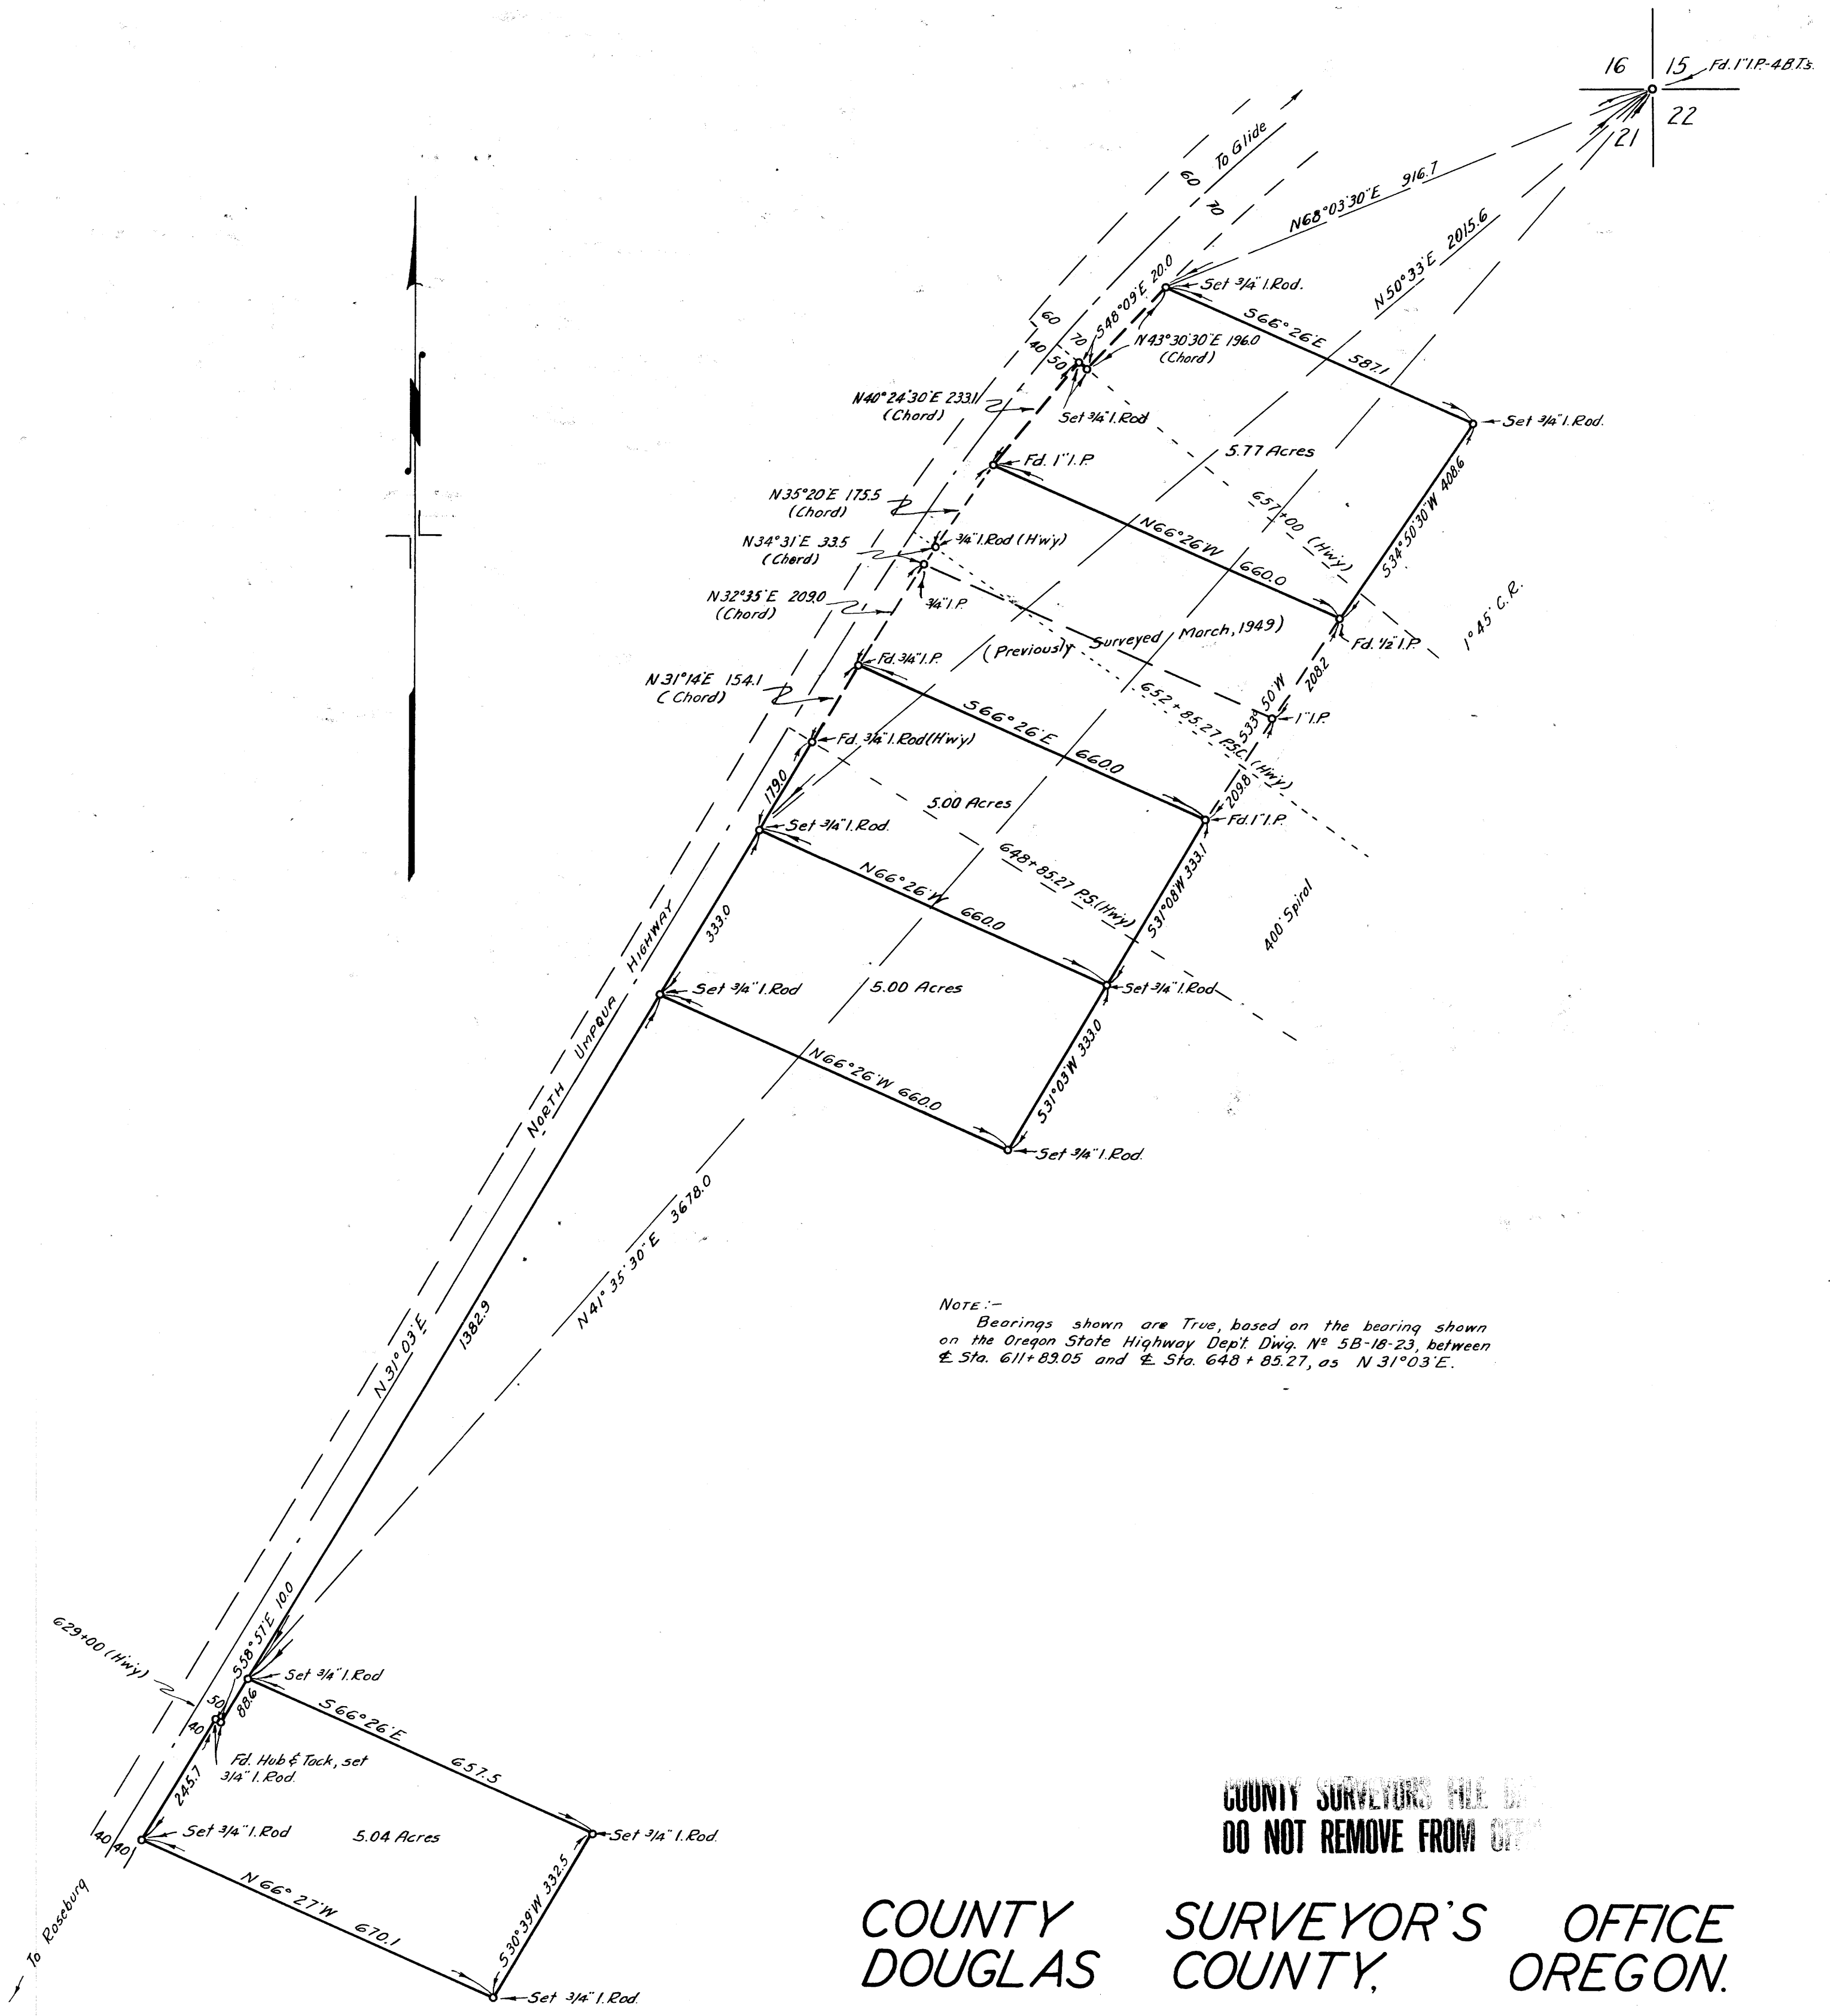 16
15
Fd. 1" I.P.-4 B.T.s.
21
22
To Glide
60
70
N68°03'30"E 916.7
N50°33'E 2015.6
S48°09'E 20.0
Set 3/4" I.Rod.
60
70
40
50
N43°30'30"E 196.0
(Chord)
S66°26'E 587.1
N40°24'30"E 233.1
(Chord)
Set 3/4" I.Rod
Set 3/4" I.Rod.
5.77 Acres
Fd. 1" I.P.
S34°50'30"W 408.6
N35°20'E 175.5
(Chord)
657+00 (Hwy)
N66°26'W 660.0
N34°31'E 33.5
(Chord)
3/4" I.Rod (Hwy)
N32°35'E 209.0
(Chord)
3/4" I.P.
1°45' C.R.
(Previously Surveyed March, 1949)
Fd. 1/2" I.P.
Fd. 3/4" I.P.
S33°50'W 208.2
N31°14'E 154.1
(Chord)
652+85.27 P.S.C. (Hwy)
1" I.P.
S66°26'E 660.0
Fd. 3/4" I.Rod (Hwy)
209.8
179.0
5.00 Acres
Fd. 1" I.P.
Set 3/4" I.Rod.
648+85.27 P.S. (Hwy)
S31°08'W 333.1
N66°26'W 660.0
400' Spiral
333.0
NORTH UMPQUA HIGHWAY
Set 3/4" I.Rod
5.00 Acres
Set 3/4" I.Rod
N66°26'W 660.0
S31°03'W 333.0
Set 3/4" I.Rod.
N41°35'30"E 3678.0
N31°03'E
1382.9
NOTE:-
Bearings shown are True, based on the bearing shown
on the Oregon State Highway Dep't. Dwg. Nº 5B-18-23, between
℄ Sta. 611+89.05 and ℄ Sta. 648+85.27, as N31°03'E.
629+00 (Hwy)
S58°57'E 10.0
Set 3/4" I.Rod
50
40
88.6
S66°26'E 657.5
Fd. Hub & Tack, set
3/4" I.Rod.
245.7
Set 3/4" I.Rod
5.04 Acres
Set 3/4" I.Rod.
40
40
To Roseburg
N66°27'W 670.1
S30°39'W 332.5
Set 3/4" I.Rod.
COUNTY SURVEYORS FILE
DO NOT REMOVE FROM
COUNTY SURVEYOR'S OFFICE
DOUGLAS COUNTY, OREGON.